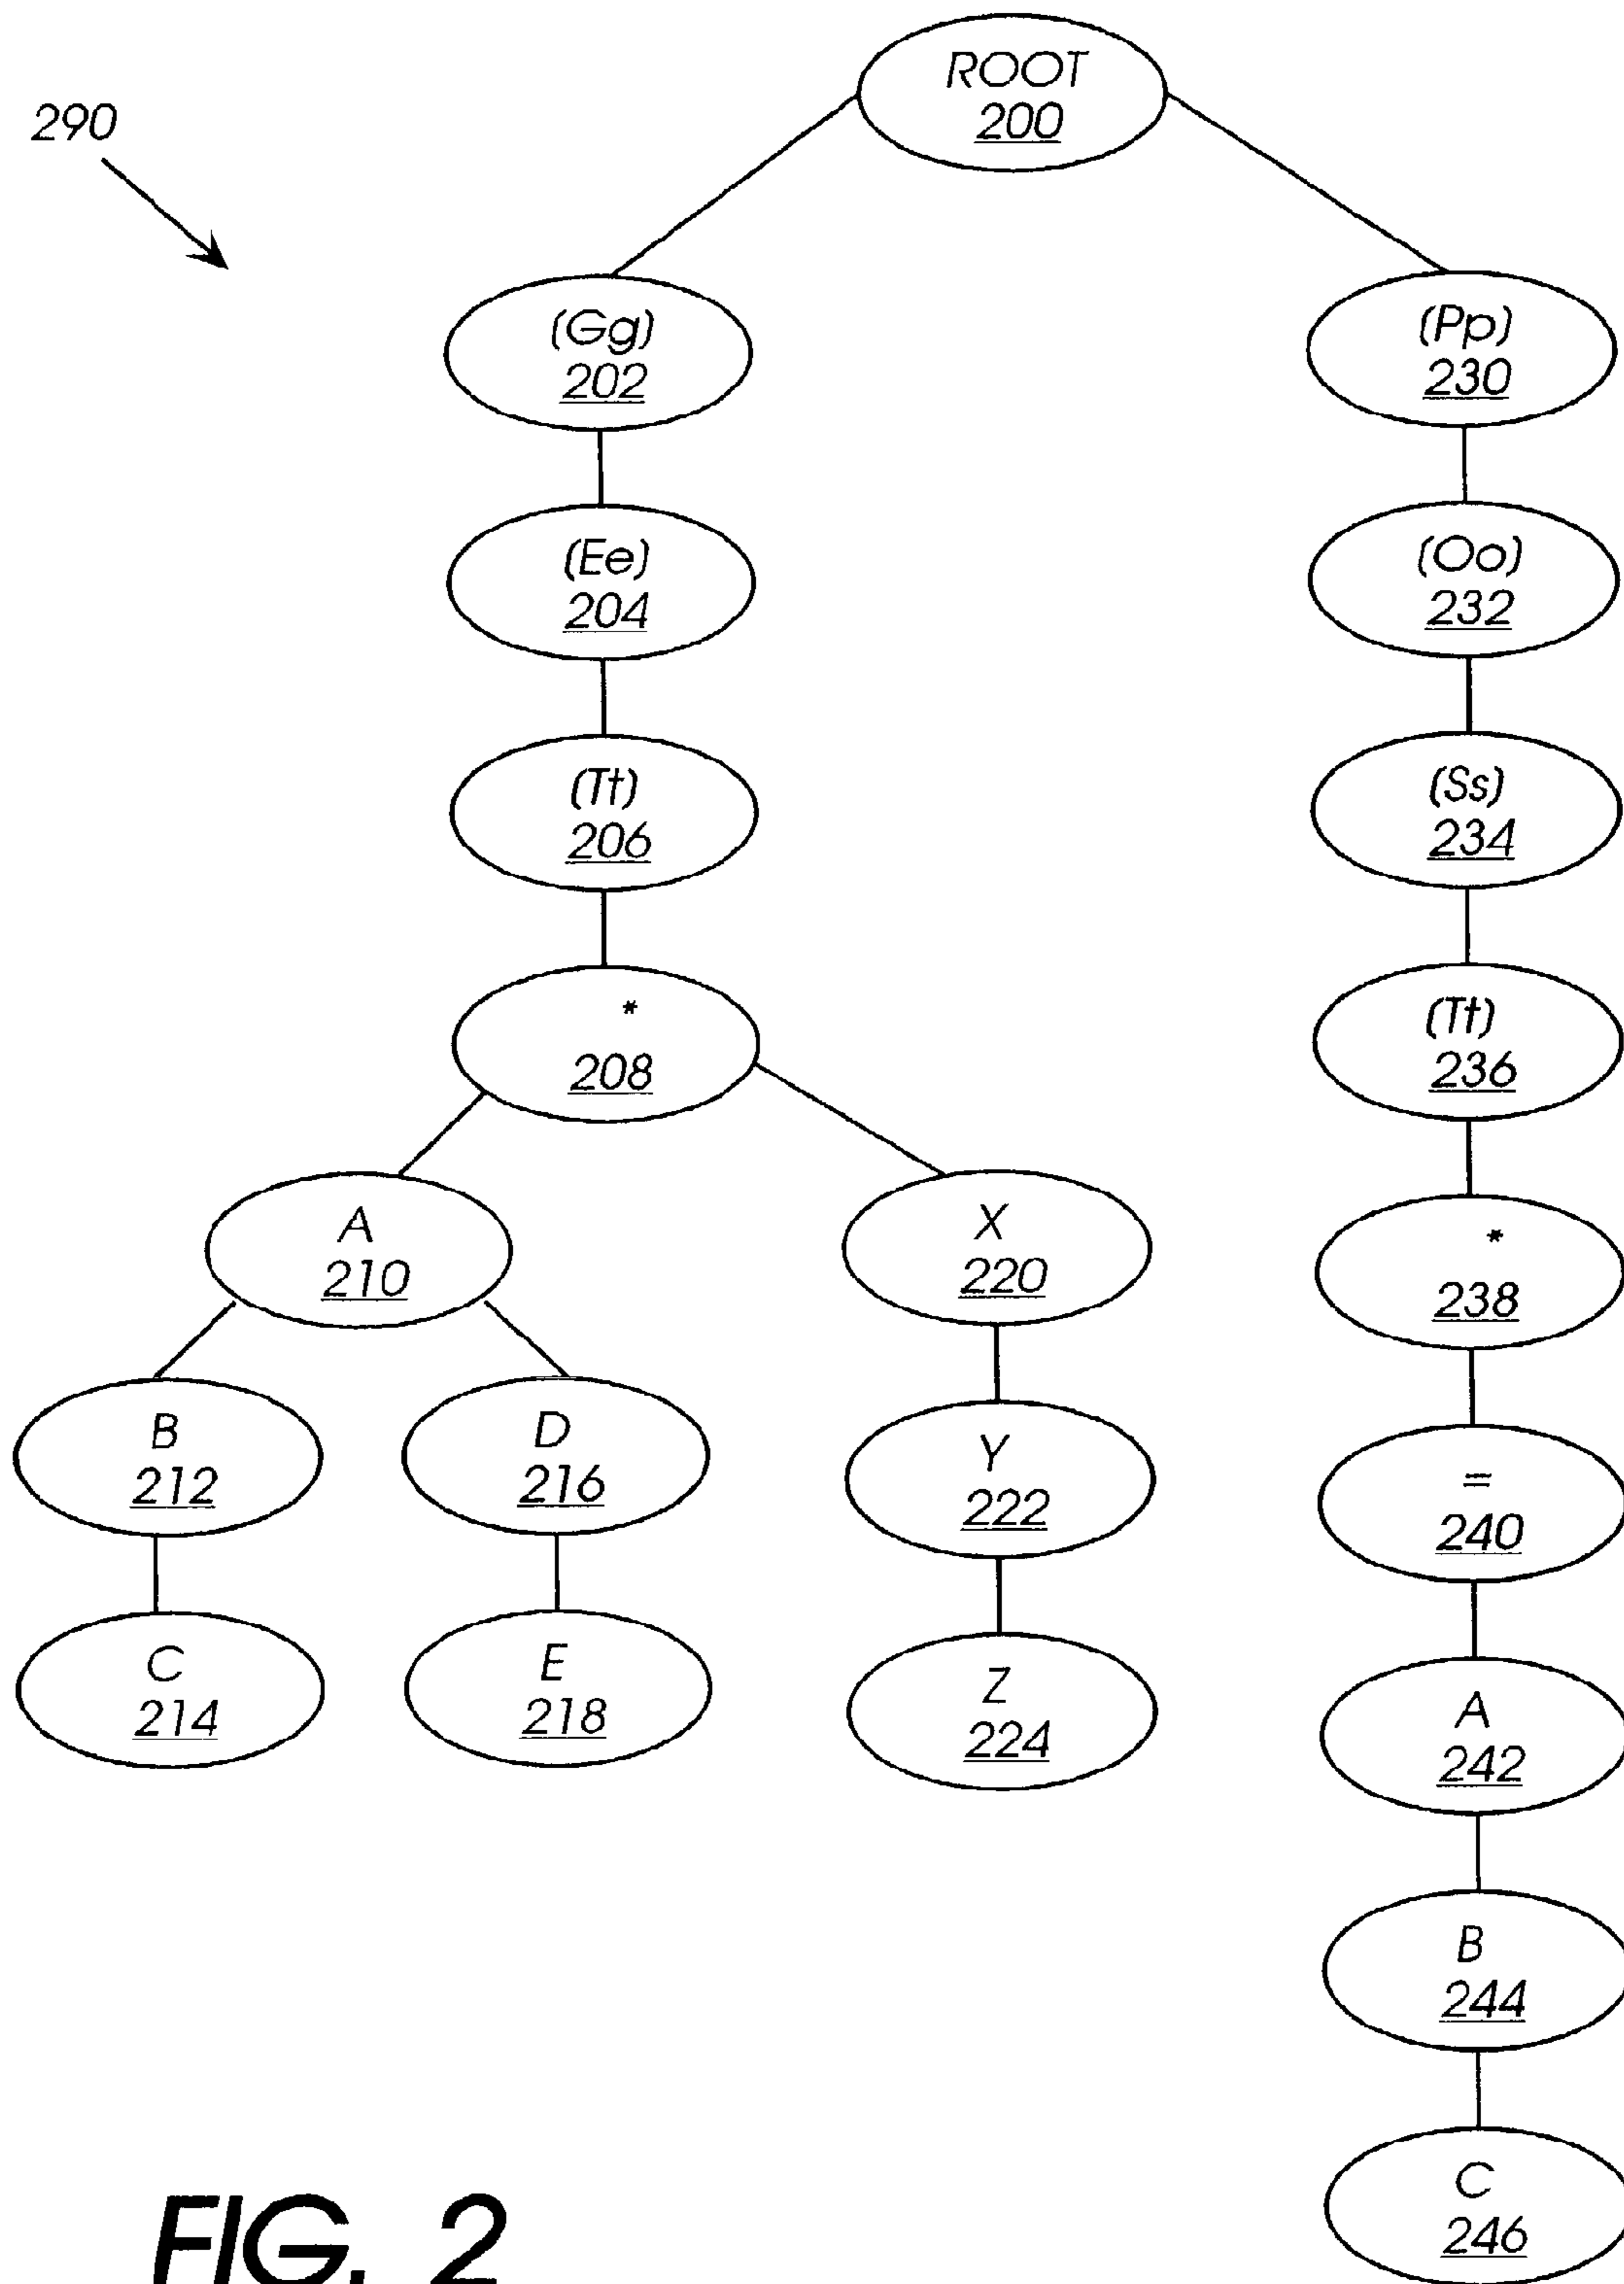 ROOT
200
290
(Gg)
202
(Pp)
230
(Ee)
204
(Oo)
232
(Tt)
206
(Ss)
234
*
208
(Tt)
236
A
210
X
220
*
238
B
212
D
216
Y
222
=
240
C
214
E
218
Z
224
A
242
B
244
C
246
FIG. 2